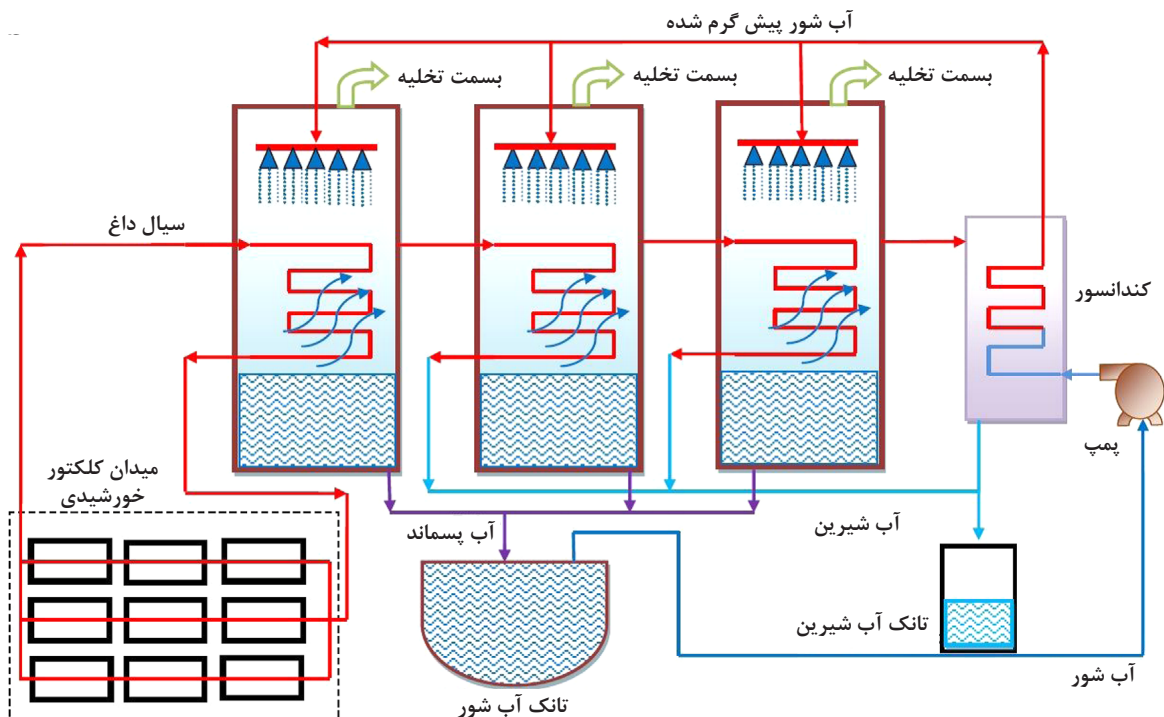 آب شور پیش گرم شده
بسمت تخلیه
بسمت تخلیه
بسمت تخلیه
سیال داغ
کندانسور
پمپ
میدان کلکتور
خورشیدی
آب پسماند
آب شیرین
تانک آب شیرین
آب شور
تانک آب شور